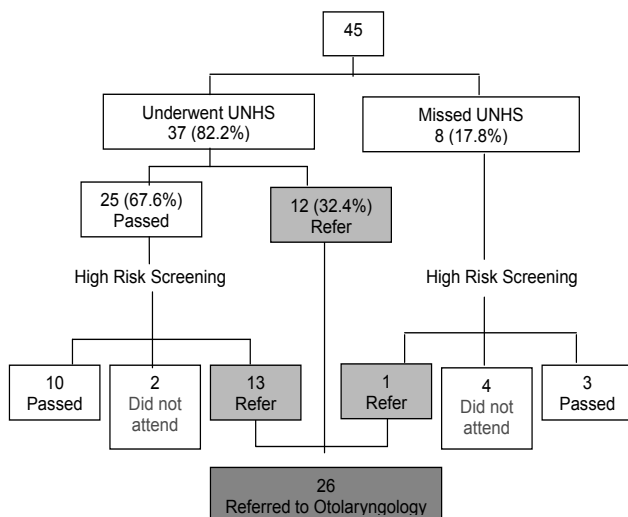 45
Underwent UNHS
37 (82.2%)
Missed UNHS
8 (17.8%)
25 (67.6%)
Passed
12 (32.4%)
Refer
High Risk Screening
High Risk Screening
10
Passed
2
Did not
attend
13
Refer
1
Refer
4
Did not
attend
3
Passed
26
Referred to Otolaryngology